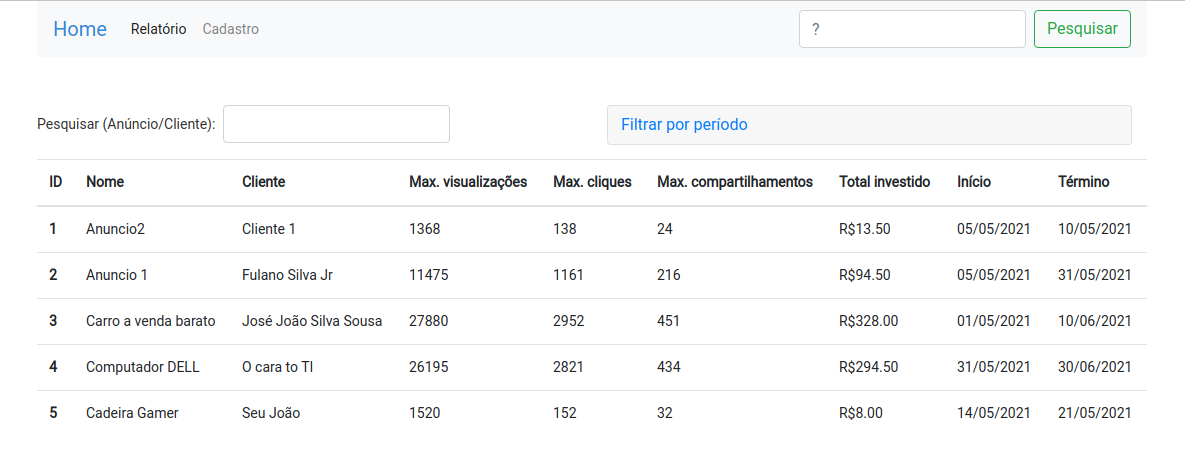 Home Relatório Cadastro ? Pesquisar
Pesquisar (Anúncio/Cliente): Filtrar por período
ID Nome Cliente Max. visualizações Max. cliques Max. compartilhamentos Total investido Início Término
1 Anuncio2 Cliente 1 1368 138 24 R$13.50 05/05/2021 10/05/2021
2 Anuncio 1 Fulano Silva Jr 11475 1161 216 R$94.50 05/05/2021 31/05/2021
3 Carro a venda barato José João Silva Sousa 27880 2952 451 R$328.00 01/05/2021 10/06/2021
4 Computador DELL O cara to TI 26195 2821 434 R$294.50 31/05/2021 30/06/2021
5 Cadeira Gamer Seu João 1520 152 32 R$8.00 14/05/2021 21/05/2021